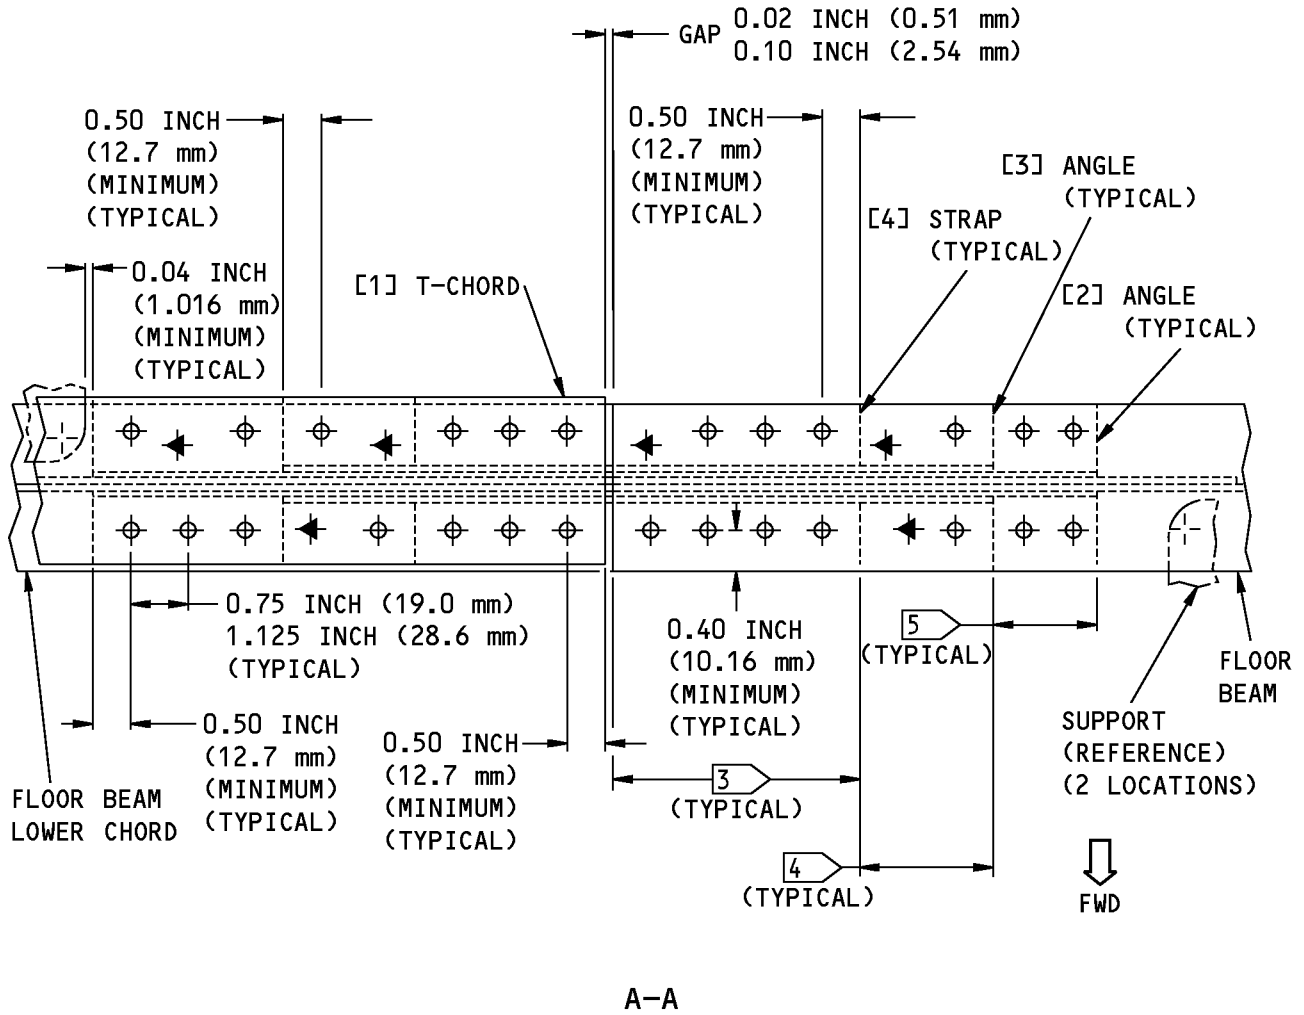 GAP
0.02 INCH (0.51 mm)
0.10 INCH (2.54 mm)
0.50 INCH
(12.7 mm)
(MINIMUM)
(TYPICAL)
0.50 INCH
(12.7 mm)
(MINIMUM)
(TYPICAL)
[3] ANGLE
(TYPICAL)
[4] STRAP
(TYPICAL)
0.04 INCH
(1.016 mm)
(MINIMUM)
(TYPICAL)
[1] T-CHORD
[2] ANGLE
(TYPICAL)
0.75 INCH (19.0 mm)
1.125 INCH (28.6 mm)
(TYPICAL)
0.40 INCH
(10.16 mm)
(MINIMUM)
(TYPICAL)
5
(TYPICAL)
FLOOR
BEAM
0.50 INCH
(12.7 mm)
(MINIMUM)
(TYPICAL)
0.50 INCH
(12.7 mm)
(MINIMUM)
(TYPICAL)
SUPPORT
(REFERENCE)
(2 LOCATIONS)
3
(TYPICAL)
FLOOR BEAM
LOWER CHORD
4
(TYPICAL)
FWD
A-A